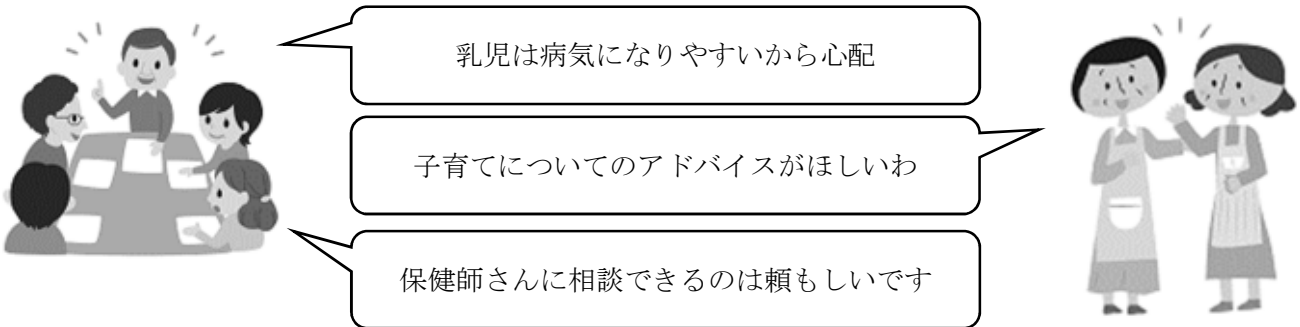 乳児は病気になりやすいから心配
子育てについてのアドバイスがほしいわ
保健師さんに相談できるのは頼もしいです